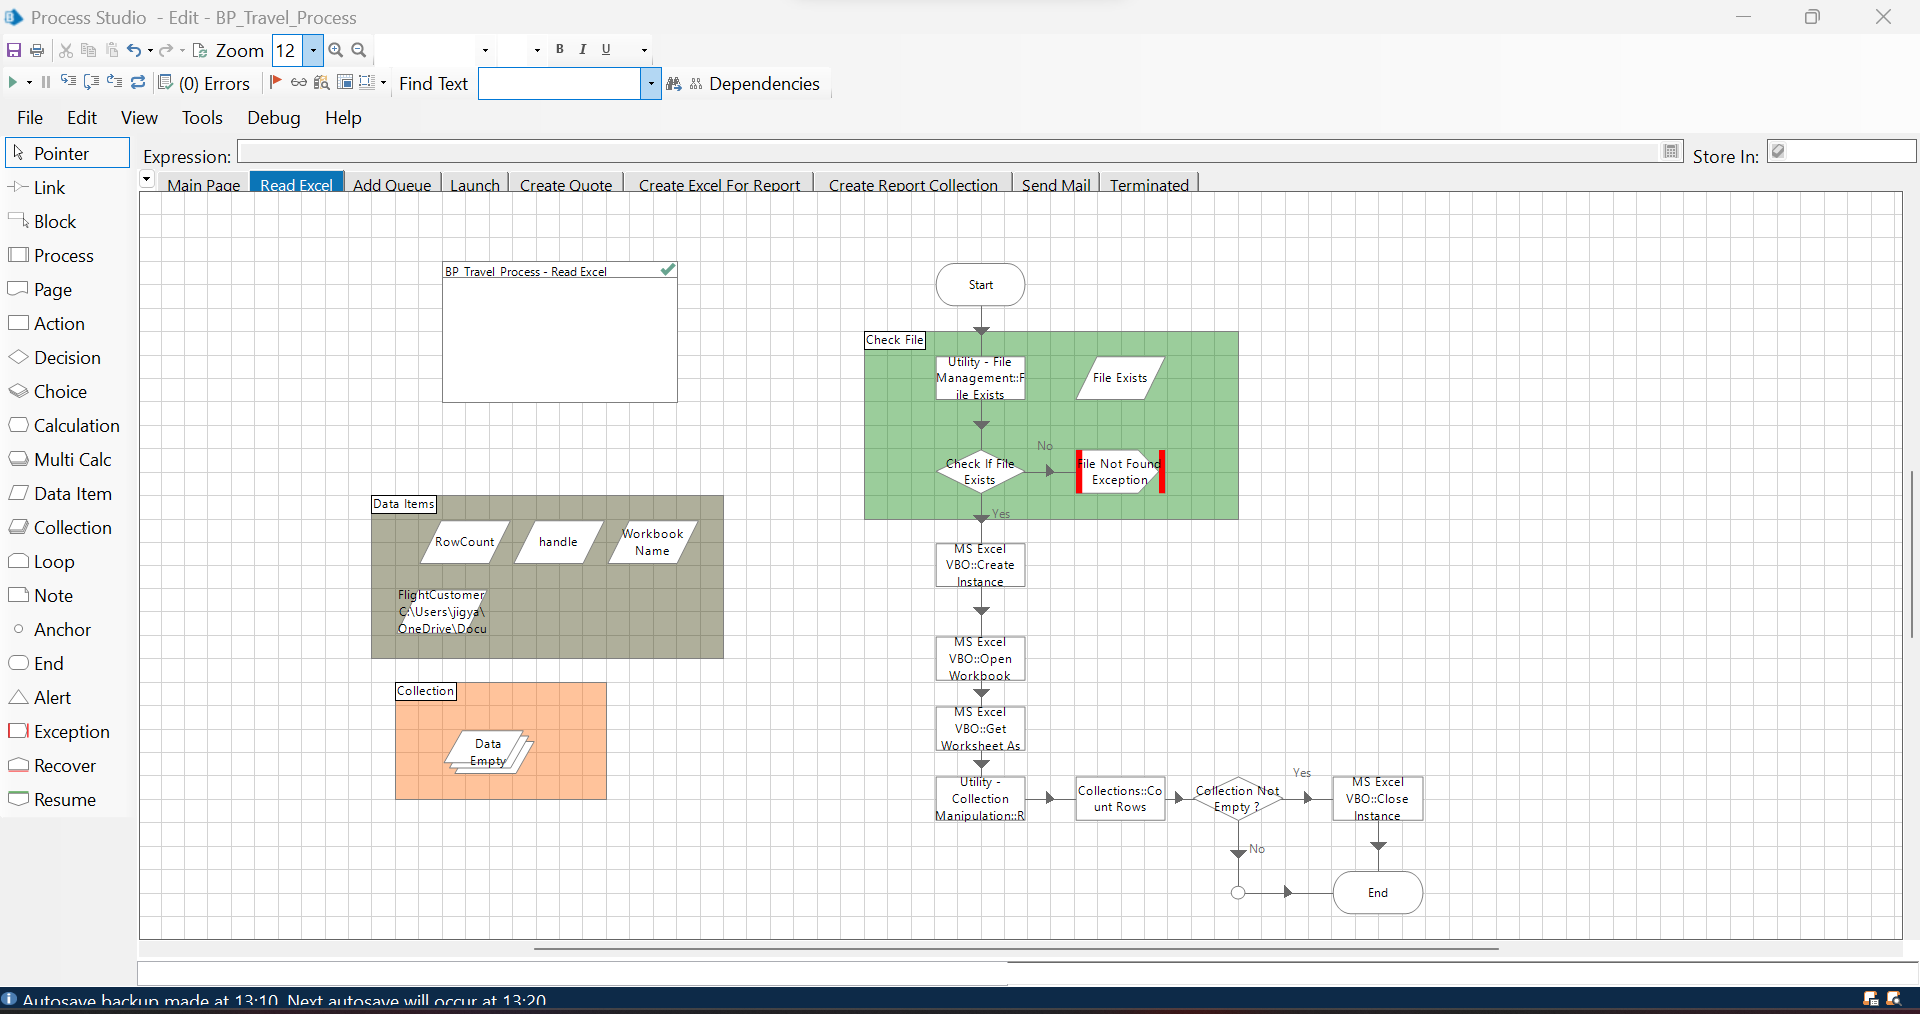 Process Studio - Edit - BP_Travel_Process
Zoom 12 B I U
(0) Errors Find Text Dependencies
File Edit View Tools Debug Help
Expression: Store In:
Pointer
Link
Block
Process
Page
Action
Decision
Choice
Calculation
Multi Calc
Data Item
Collection
Loop
Note
Anchor
End
Alert
Exception
Recover
Resume
Main Page Read Excel Add Queue Launch Create Quote Create Excel For Report Create Report Collection Send Mail Terminated
BP Travel Process - Read Excel
Data Items
RowCount
handle
Workbook
Name
FlightCustomer
C:\Users\jigya\
OneDrive\Docu
Collection
Data
Empty
Start
Check File
Utility - File
Management::F
ile Exists
File Exists
Check If File
Exists
No
File Not Found
Exception
Yes
MS Excel
VBO::Create
Instance
MS Excel
VBO::Open
Workbook
MS Excel
VBO::Get
Worksheet As
Utility -
Collection
Manipulation::R
Collections::Co
unt Rows
Collection Not
Empty ?
Yes
MS Excel
VBO::Close
Instance
No
End
Autosave backup made at 13:10. Next autosave will occur at 13:20